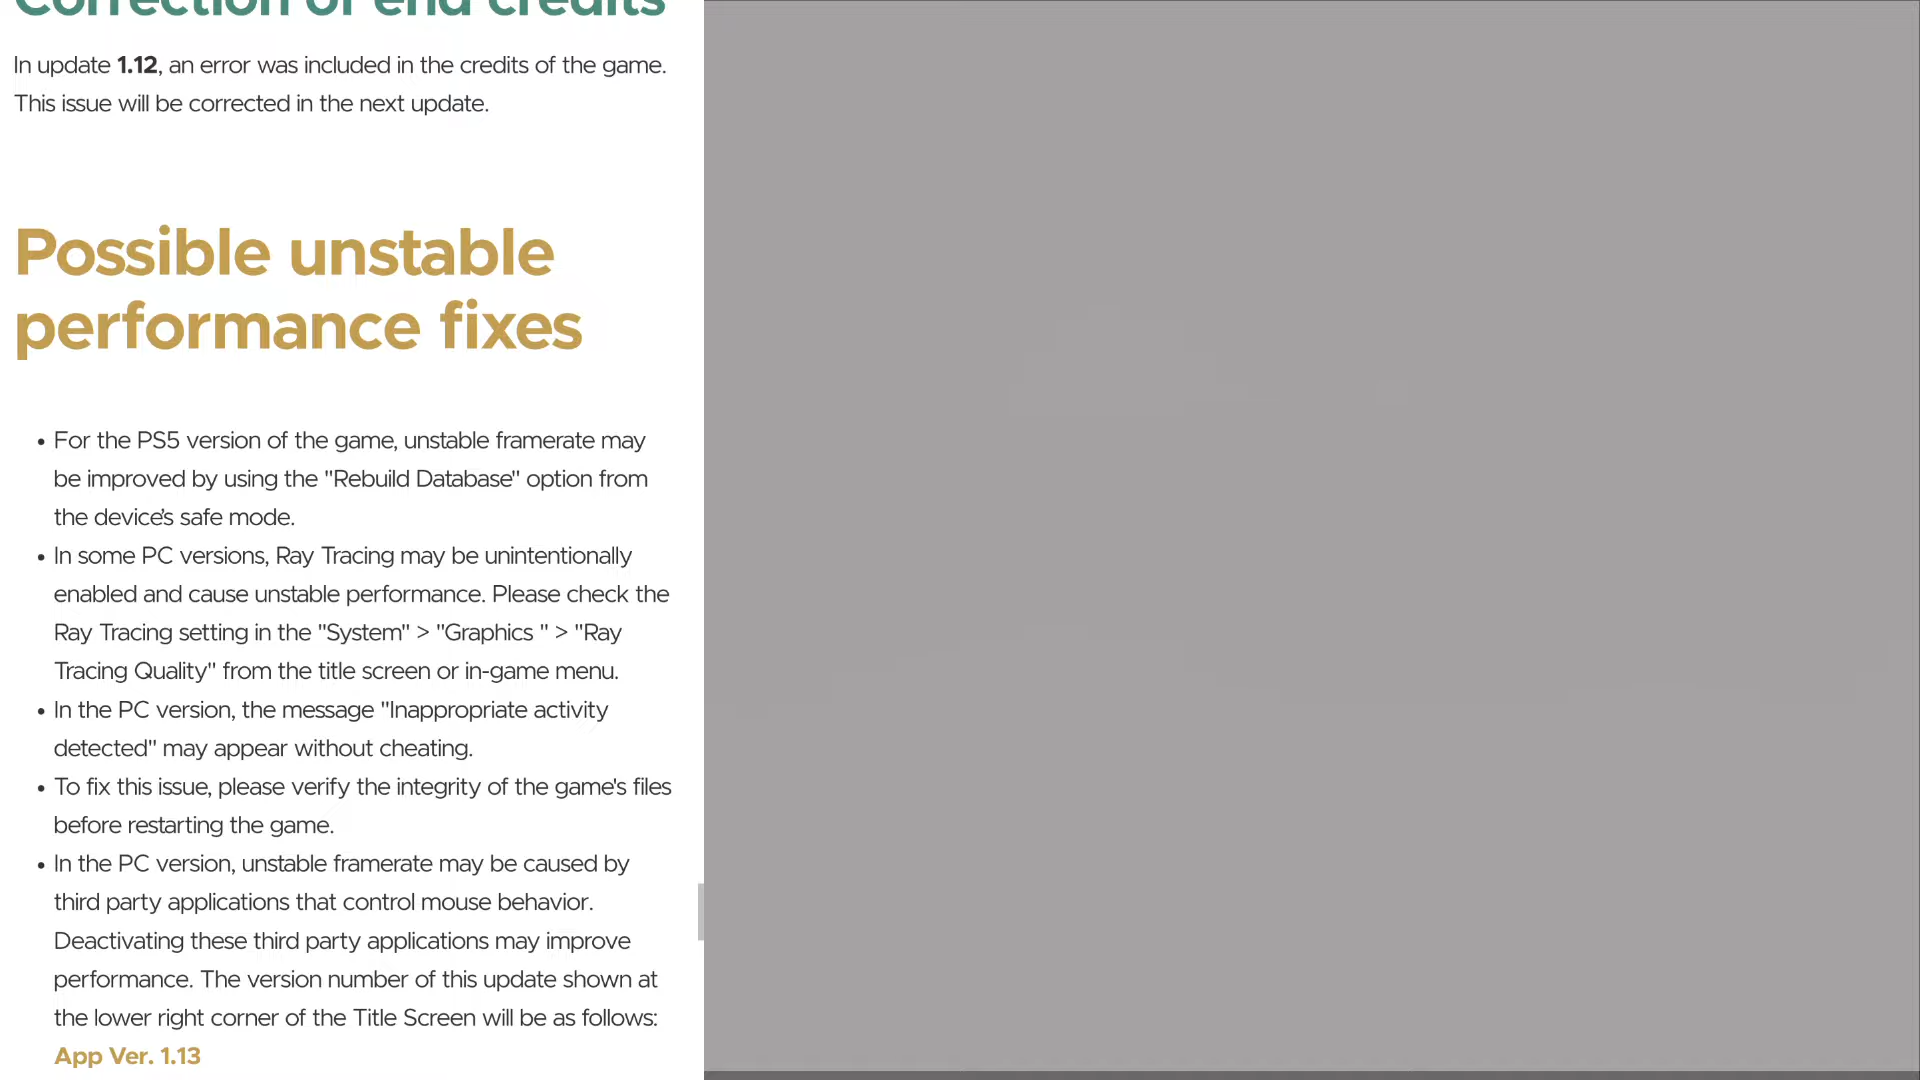 Correction of end credits
In update 1.12, an error was included in the credits of the game.
This issue will be corrected in the next update.
Possible unstable
performance fixes
• For the PS5 version of the game, unstable framerate may
be improved by using the "Rebuild Database" option from
the device's safe mode.
• In some PC versions, Ray Tracing may be unintentionally
enabled and cause unstable performance. Please check the
Ray Tracing setting in the "System" > "Graphics " > "Ray
Tracing Quality" from the title screen or in-game menu.
• In the PC version, the message "Inappropriate activity
detected" may appear without cheating.
• To fix this issue, please verify the integrity of the game's files
before restarting the game.
• In the PC version, unstable framerate may be caused by
third party applications that control mouse behavior.
Deactivating these third party applications may improve
performance. The version number of this update shown at
the lower right corner of the Title Screen will be as follows:
App Ver. 1.13